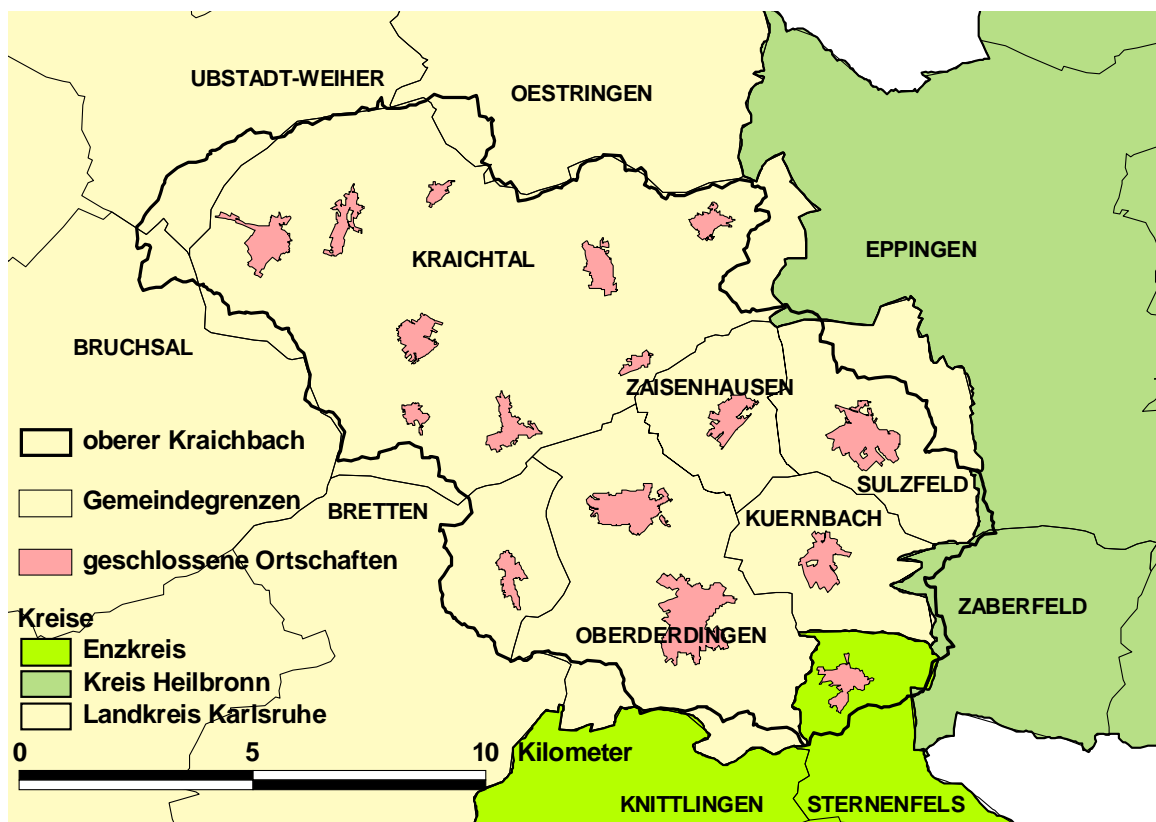 UBSTADT-WEIHER
OESTRINGEN
EPPINGEN
KRAICHTAL
BRUCHSAL
ZAISENHAUSEN
oberer Kraichbach
SULZFELD
Gemeindegrenzen
BRETTEN
KUERNBACH
geschlossene Ortschaften
ZABERFELD
Kreise
OBERDERDINGEN
Enzkreis
Kreis Heilbronn
Landkreis Karlsruhe
0 5 10 Kilometer
KNITTLINGEN
STERNENFELS